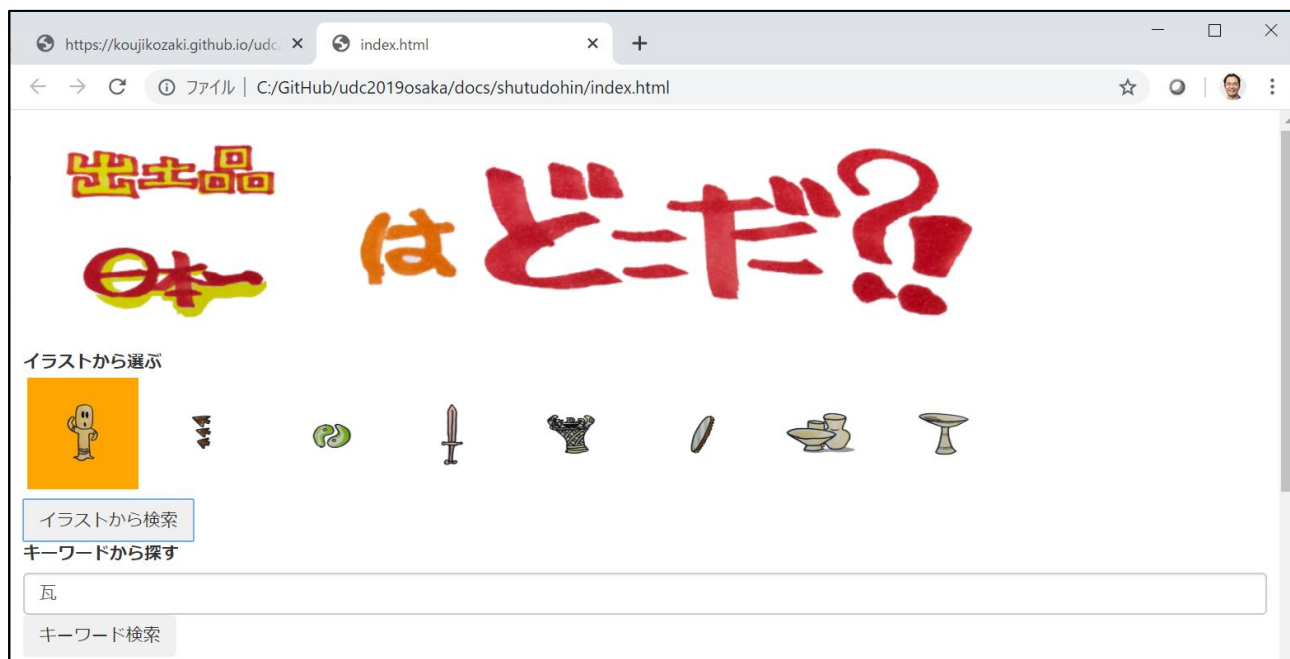 https://koujikozaki.github.io/udc
index.html
ファイル | C:/GitHub/udc2019osaka/docs/shutudohin/index.html
出土品
日本一
は
どこだ?!
イラストから選ぶ
イラストから検索
キーワードから探す
瓦
キーワード検索